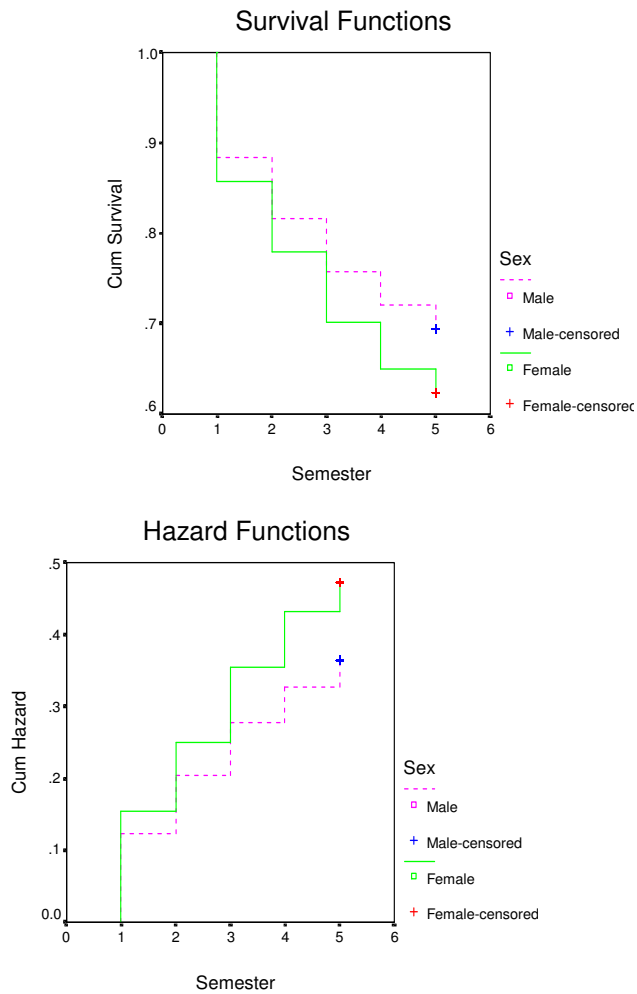 Survival Functions
1.0
.9
.8
.7
.6
0 1 2 3 4 5 6
Cum Survival
Semester
Sex
Male
Male-censored
Female
Female-censored
Hazard Functions
.5
.4
.3
.2
.1
0.0
0 1 2 3 4 5 6
Cum Hazard
Semester
Sex
Male
Male-censored
Female
Female-censored